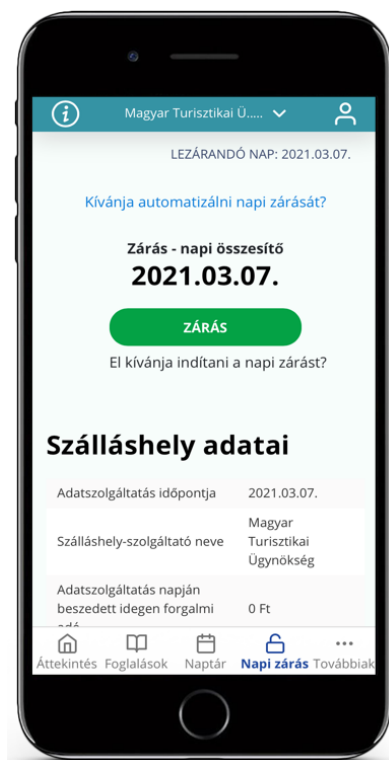 Magyar Turisztikai Ü.....
LEZÁRANDÓ NAP: 2021.03.07.
Kívánja automatizálni napi zárását?
Zárás - napi összesítő
2021.03.07.
ZÁRÁS
El kívánja indítani a napi zárást?
Szálláshely adatai
Adatszolgáltatás időpontja 2021.03.07.
Szálláshely-szolgáltató neve Magyar
Turisztikai
Ügynökség
Adatszolgáltatás napján
beszedett idegen forgalmi 0 Ft
adó
Áttekintés Foglalások Naptár Napi zárás Továbbiak